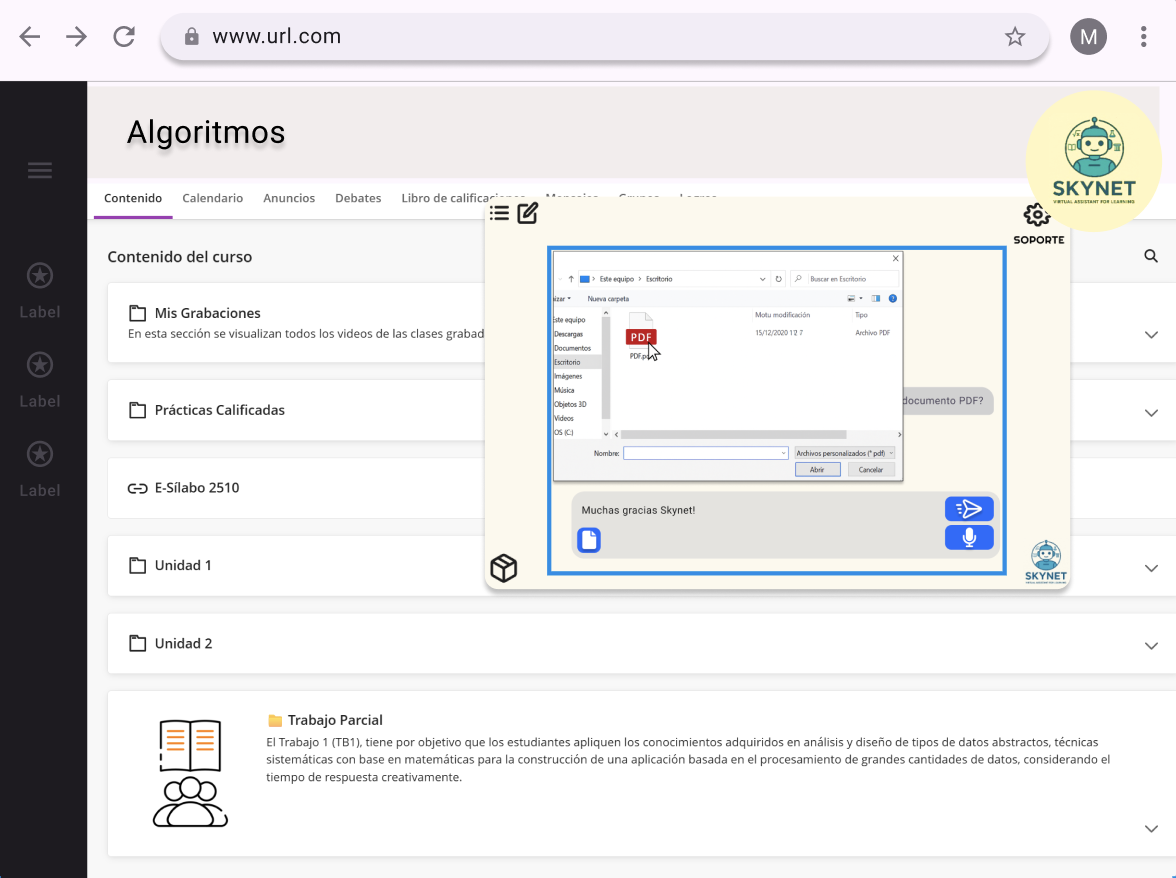 www.url.com
M
Algoritmos
SKYNET
VIRTUAL ASSISTANT FOR LEARNING
Contenido
Calendario
Anuncios
Debates
Libro de calificaciones
Mensajes
Grupos
Logros
SOPORTE
Contenido del curso
Label
Label
Label
Mis Grabaciones
En esta sección se visualizan todos los videos de las clases grabad
Prácticas Calificadas
E-Sílabo 2510
Unidad 1
Unidad 2
Este equipo > Escritorio
Buscar en Escritorio
izar
Nueva carpeta
ste equipo
Descargas
Documentos
Escritorio
Imágenes
Música
Objetos 3D
Vídeos
OS (C:)
Motu modificación
Tipo
PDF
15/12/2020 12 7
Archivo PDF
Nombre:
Archivos personalizados (*pdf)
Abrir
Cancelar
documento PDF?
Muchas gracias Skynet!
SKYNET
Trabajo Parcial
El Trabajo 1 (TB1), tiene por objetivo que los estudiantes apliquen los conocimientos adquiridos en análisis y diseño de tipos de datos abstractos, técnicas
sistemáticas con base en matemáticas para la construcción de una aplicación basada en el procesamiento de grandes cantidades de datos, considerando el
tiempo de respuesta creativamente.